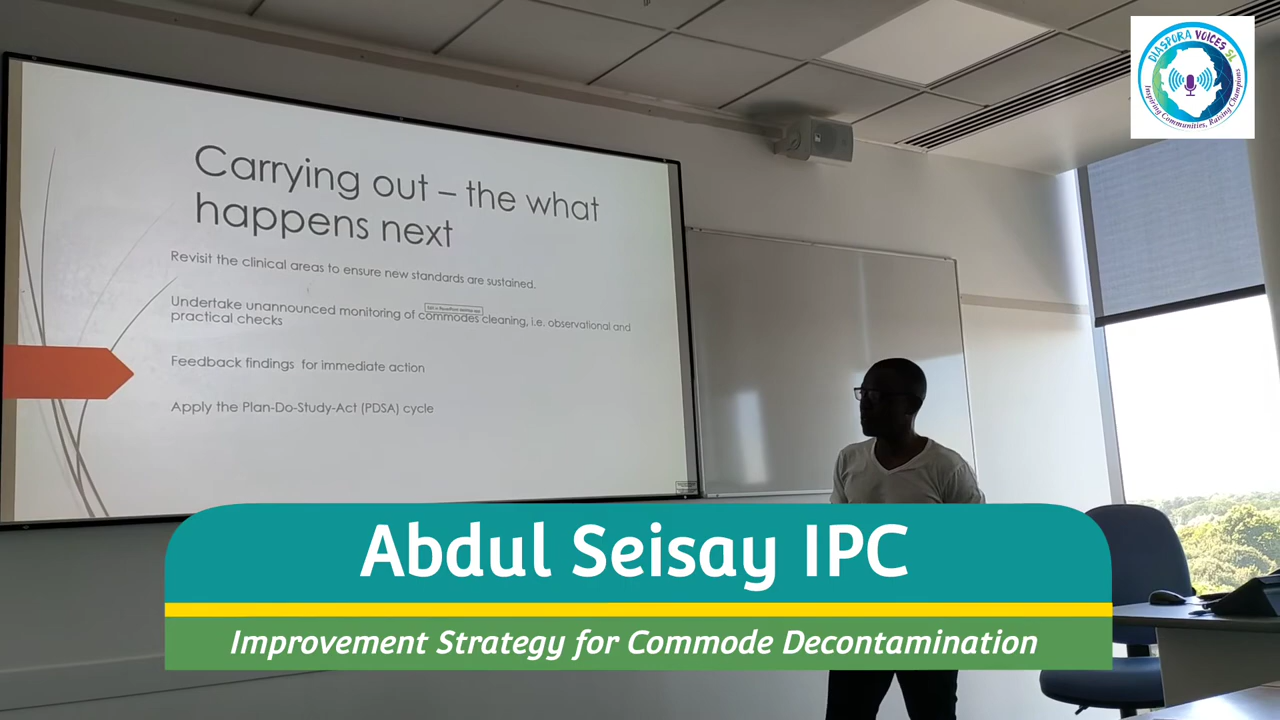 Carrying out – the what
happens next
Revisit the clinical areas to ensure new standards are sustained.
Undertake unannounced monitoring of commodes cleaning, i.e. observational and
practical checks
Feedback findings for immediate action
Apply the Plan-Do-Study-Act (PDSA) cycle
DIASPORA VOICES SL
Inspiring Communities, Raising Champions
Abdul Seisay IPC
Improvement Strategy for Commode Decontamination